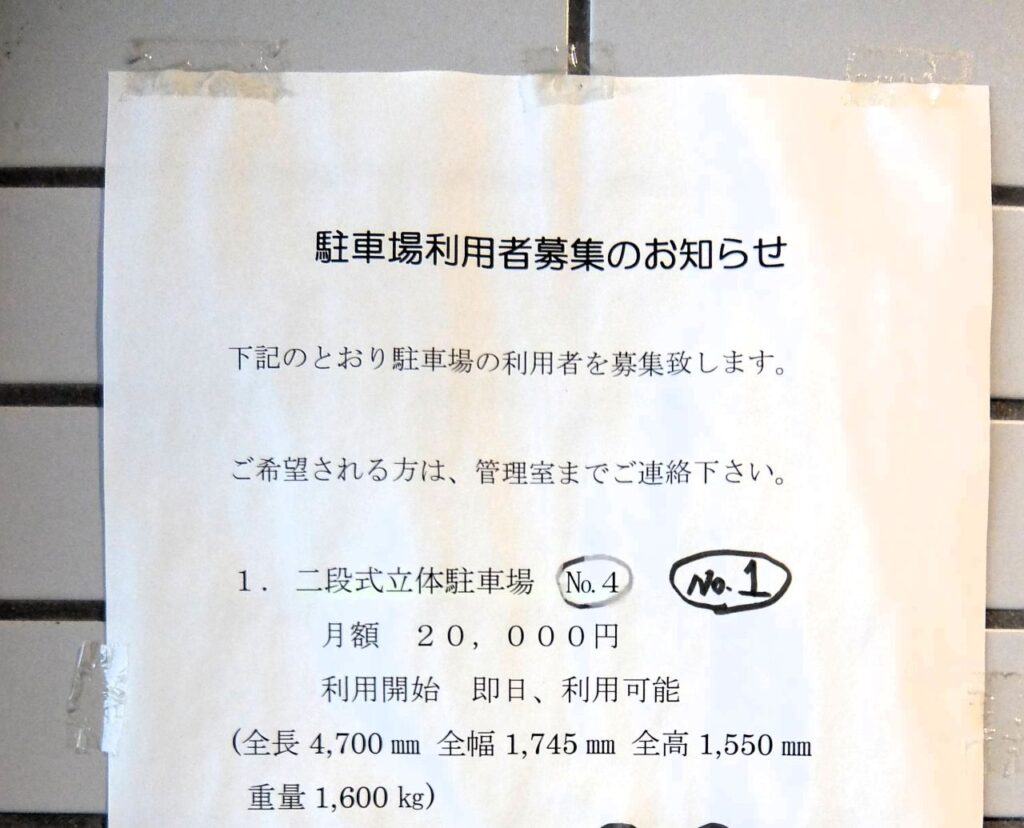 駐車場利用者募集のお知らせ
下記のとおり駐車場の利用者を募集致します。
ご希望される方は、管理室までご連絡下さい。
１． 二段式立体駐車場 №４ No.1
月額 ２０，０００円
利用開始 即日、利用可能
(全長 4,700 ㎜ 全幅 1,745 ㎜ 全高 1,550 ㎜
重量 1,600 ㎏)